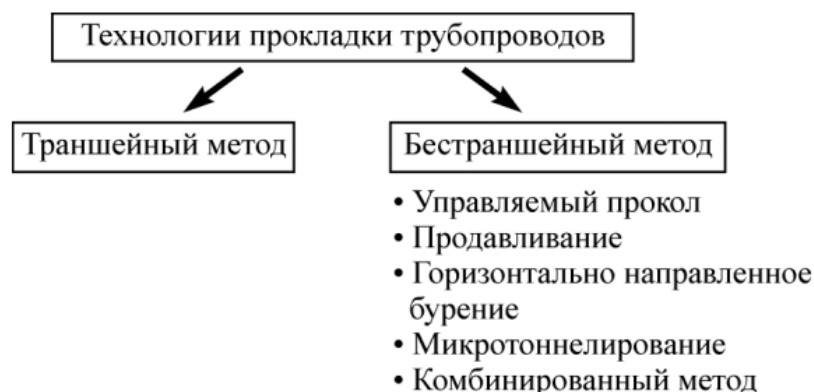 Технологии прокладки трубопроводов
Траншейный метод
Бестраншейный метод
• Управляемый прокол
• Продавливание
• Горизонтально направленное
бурение
• Микротоннелирование
• Комбинированный метод